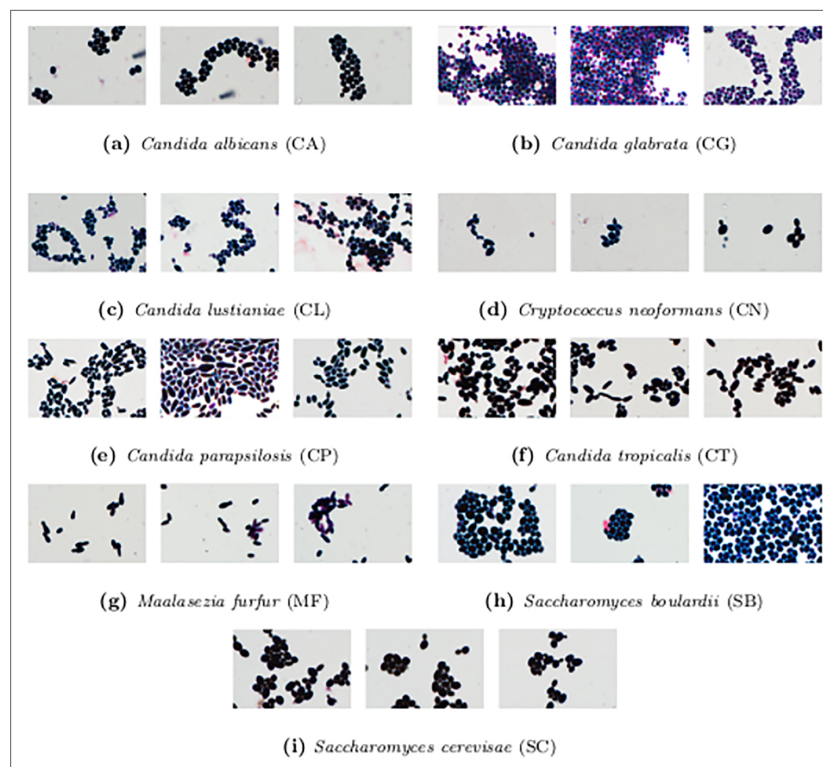 (a) Candida albicans (CA)
(b) Candida glabrata (CG)
(c) Candida lustianiae (CL)
(d) Cryptococcus neoformans (CN)
(e) Candida parapsilosis (CP)
(f) Candida tropicalis (CT)
(g) Maalasezia furfur (MF)
(h) Saccharomyces boulardii (SB)
(i) Saccharomyces cerevisae (SC)